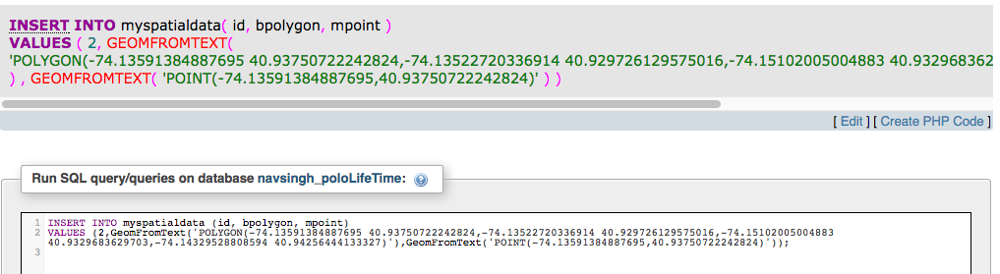 INSERT INTO myspatialdata( id, bpolygon, mpoint )
VALUES ( 2, GEOMFROMTEXT(
'POLYGON(-74.13591384887695 40.93750722242824,-74.13522720336914 40.929726129575016,-74.15102005004883 40.932968362
) , GEOMFROMTEXT( 'POINT(-74.13591384887695,40.93750722242824)' ) )
[ Edit ] [ Create PHP Code ]
Run SQL query/queries on database navsingh_poloLifeTime:
1 INSERT INTO myspatialdata (id, bpolygon, mpoint)
2 VALUES (2,GeomFromText('POLYGON(-74.13591384887695 40.93750722242824,-74.13522720336914 40.929726129575016,-74.15102005004883
40.9329683629703,-74.14329528808594 40.94256444133327)'),GeomFromText('POINT(-74.13591384887695,40.93750722242824)'));
3